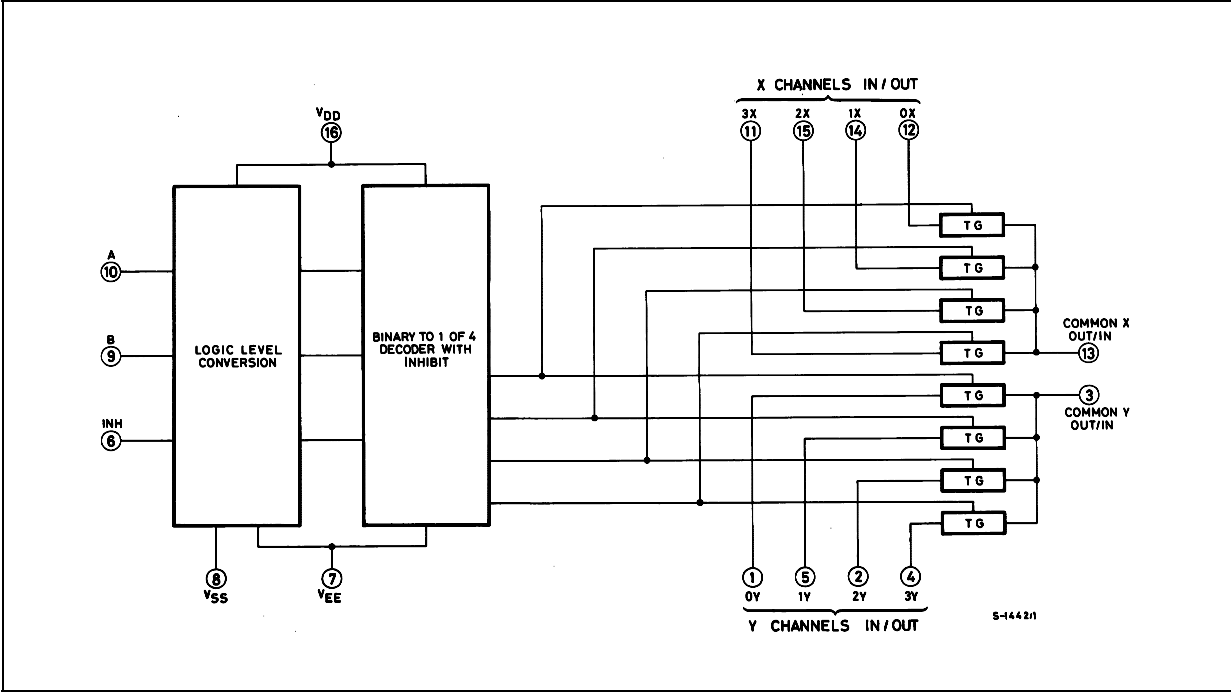 X CHANNELS IN/OUT
3X 2X 1X 0X
11 15 14 12
VDD
16
TG
TG
TG
TG
TG
TG
TG
TG
A
10
B
9
INH
6
LOGIC LEVEL
CONVERSION
BINARY TO 1 OF 4
DECODER WITH
INHIBIT
COMMON X
OUT/IN
13
3
COMMON Y
OUT/IN
8
VSS
7
VEE
1 5 2 4
0Y 1Y 2Y 3Y
Y CHANNELS IN/OUT
S-1442/1